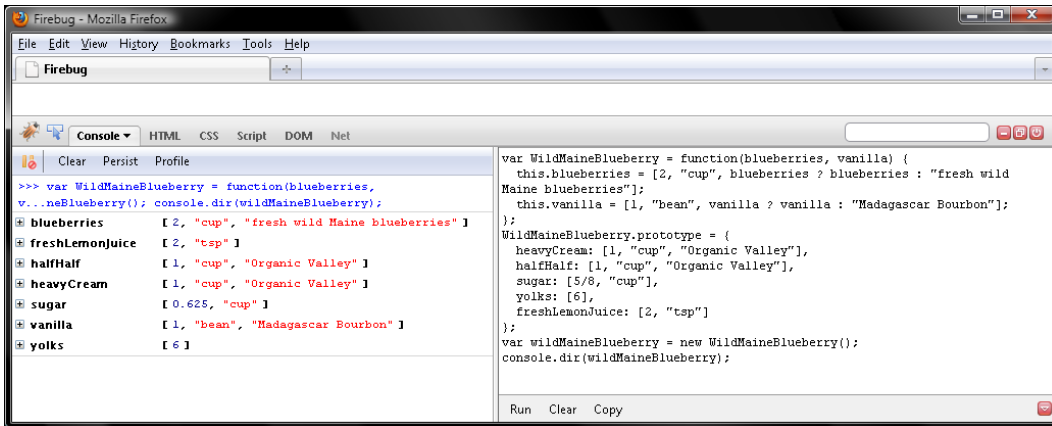 Firebug - Mozilla Firefox
File Edit View History Bookmarks Tools Help
Firebug
Console HTML CSS Script DOM Net
Clear Persist Profile
>>> var WildMaineBlueberry = function(blueberries,
v...neBlueberry(); console.dir(wildMaineBlueberry);
blueberries [ 2, "cup", "fresh wild Maine blueberries" ]
freshLemonJuice [ 2, "tsp" ]
halfHalf [ 1, "cup", "Organic Valley" ]
heavyCream [ 1, "cup", "Organic Valley" ]
sugar [ 0.625, "cup" ]
vanilla [ 1, "bean", "Madagascar Bourbon" ]
yolks [ 6 ]
var WildMaineBlueberry = function(blueberries, vanilla) {
  this.blueberries = [2, "cup", blueberries ? blueberries : "fresh wild
Maine blueberries"];
  this.vanilla = [1, "bean", vanilla ? vanilla : "Madagascar Bourbon"];
};
WildMaineBlueberry.prototype = {
  heavyCream: [1, "cup", "Organic Valley"],
  halfHalf: [1, "cup", "Organic Valley"],
  sugar: [5/8, "cup"],
  yolks: [6],
  freshLemonJuice: [2, "tsp"]
};
var wildMaineBlueberry = new WildMaineBlueberry();
console.dir(wildMaineBlueberry);
Run Clear Copy